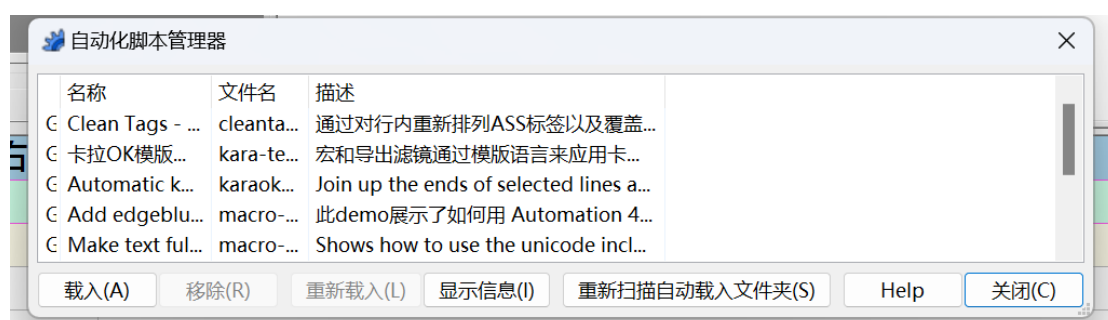 自动化脚本管理器
名称 文件名 描述
G Clean Tags - ... cleanta... 通过对行内重新排列ASS标签以及覆盖...
G 卡拉OK模版... kara-te... 宏和导出滤镜通过模版语言来应用卡...
G Automatic k... karaok... Join up the ends of selected lines a...
G Add edgeblu... macro-... 此demo展示了如何用 Automation 4...
G Make text ful... macro-... Shows how to use the unicode incl...
载入(A) 移除(R) 重新载入(L) 显示信息(I) 重新扫描自动载入文件夹(S) Help 关闭(C)